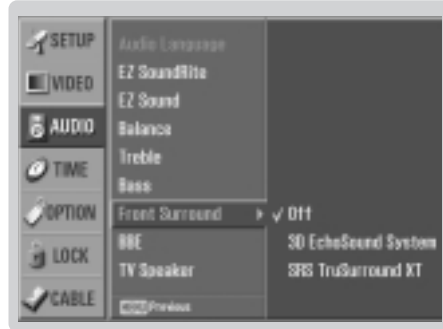 SETUP
VIDEO
AUDIO
TIME
OPTION
LOCK
CABLE
Audio Language
EZ SoundRite
EZ Sound
Balance
Treble
Bass
Front Surround
BBE
TV Speaker
MENU Previous
✓ Off
3D EchoSound System
SRS TruSurround XT